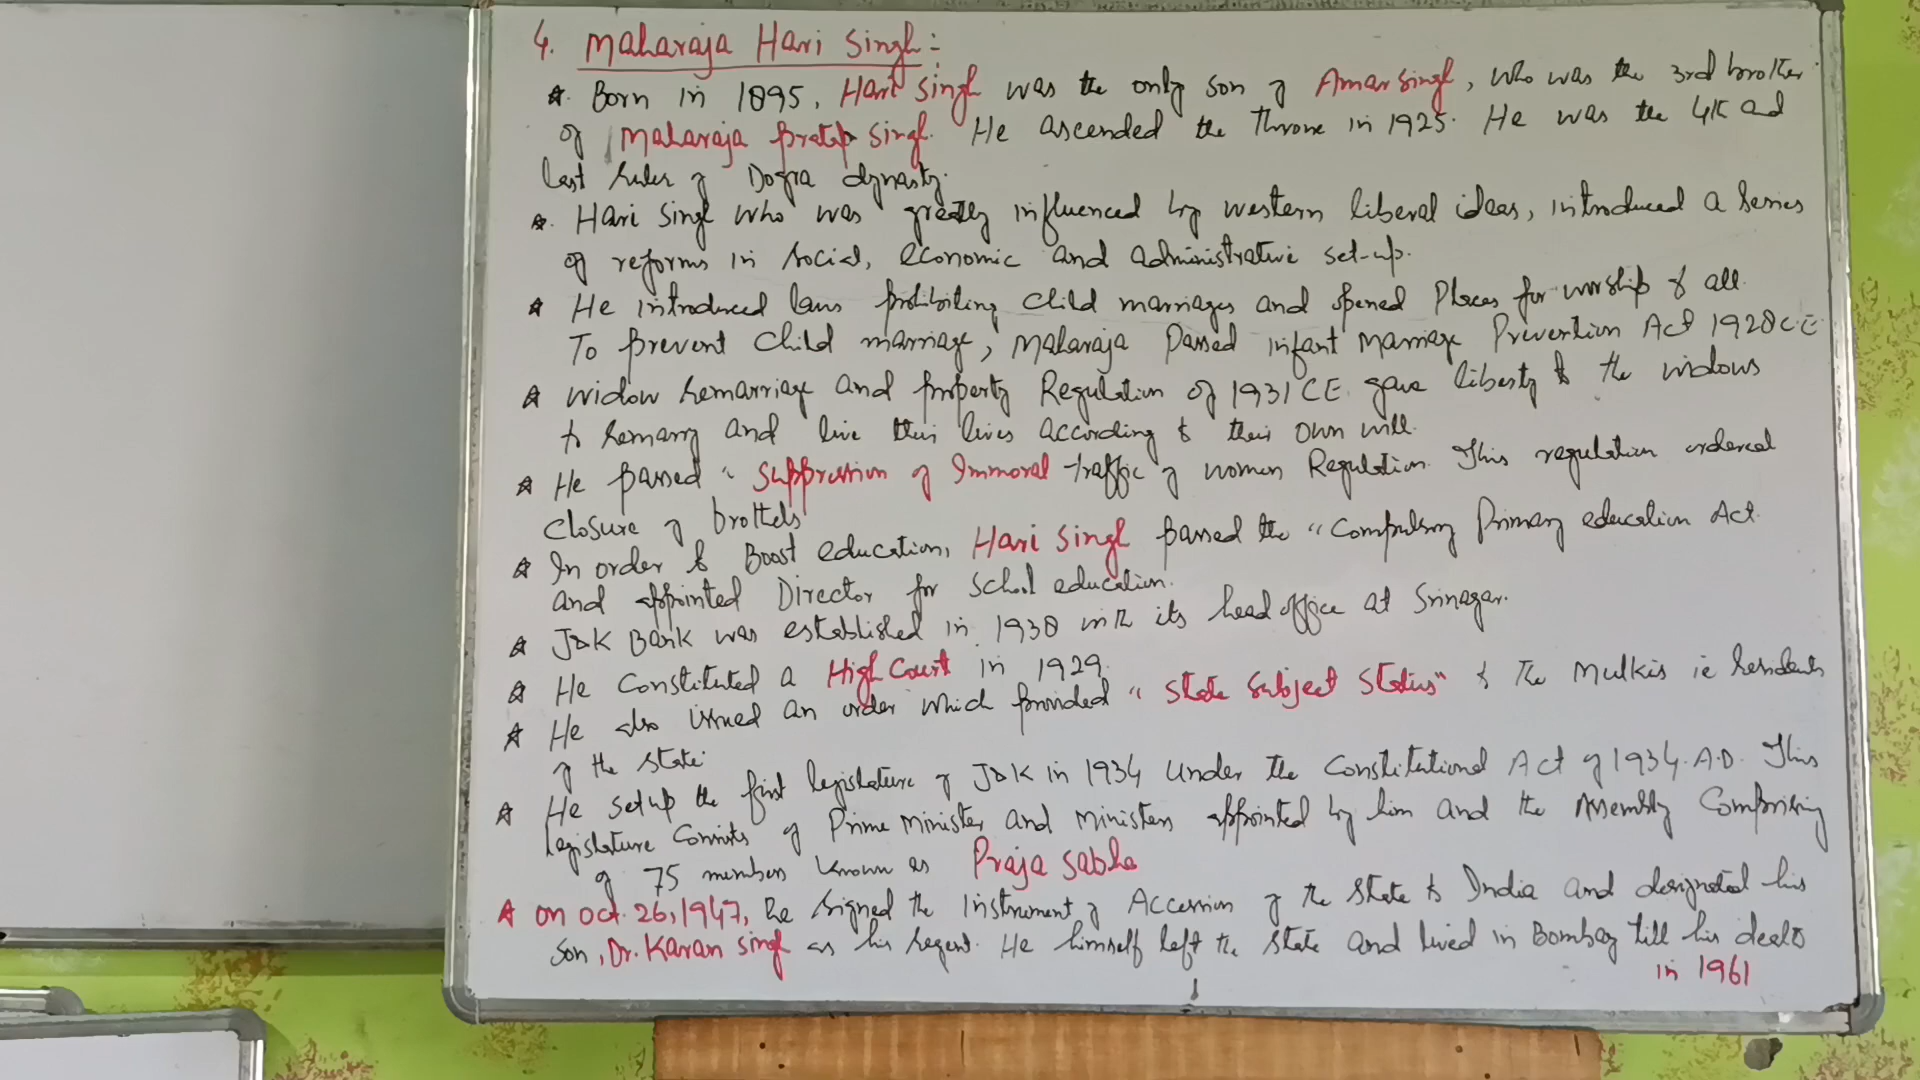 4. Maharaja Hari Singh :-
☆. Born in 1895, Hari Singh was the only son of Amar Singh, who was the 3rd brother
of Maharaja Pratap Singh. He ascended the Throne in 1925. He was the 4th and
last ruler of Dogra dynasty.
☆. Hari Singh who was greatly influenced by western liberal ideas, introduced a series
of reforms in social, economic and administrative set-up.
☆ He introduced laws prohibiting child marriages and opened Places for worship of all.
To prevent child marriage, Maharaja Passed infant Marriage Prevention Act 1928 C.E
☆ widow remarriage and property Regulation of 1931 CE. gave liberty to the widows
to remarry and live their lives according to their own will.
☆ He passed " Suppression of Immoral traffic of women Regulation. This regulation ordered
closure of brothels
☆ In order to Boost education, Hari Singh passed the "Compulsory Primary education Act.
and appointed Director for School education.
☆ J&K Bank was established in 1938 with its head office at Srinagar.
☆ He Constituted a High Court in 1929.
☆ He also issued an order which provided "State Subject Status" to The Mulkis ie residents
of the state.
☆ He setup the first legislature of J&K in 1934 under the Constitutional Act of 1934 A.D. This
legislature Consists of Prime Minister, and Ministers appointed by him and the Assembly Comprising
of 75 members known as Praja Sabha
☆ on Oct. 26, 1947, he signed the Instrument of Accession of the State to India and designated his
son, Dr. Karan Singh as his regent. He himself left the state and lived in Bombay till his death
in 1961